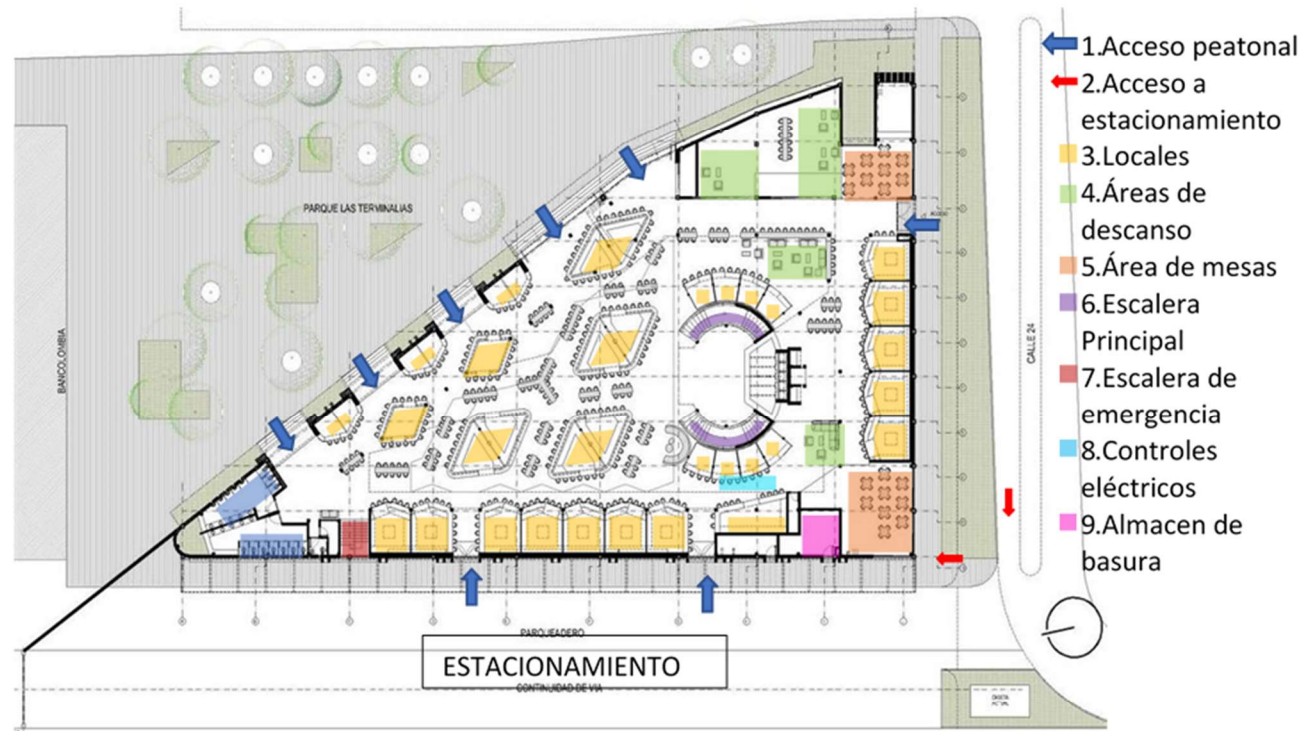 1.Acceso peatonal
2.Acceso a
estacionamiento
3.Locales
4.Áreas de
descanso
5.Área de mesas
6.Escalera
Principal
7.Escalera de
emergencia
8.Controles
eléctricos
9.Almacen de
basura
PARQUE LAS TERMINALIAS
BANCOLOMBIA
CALLE 24
PARQUEADERO
ESTACIONAMIENTO
CONTINUIDAD DE VIA